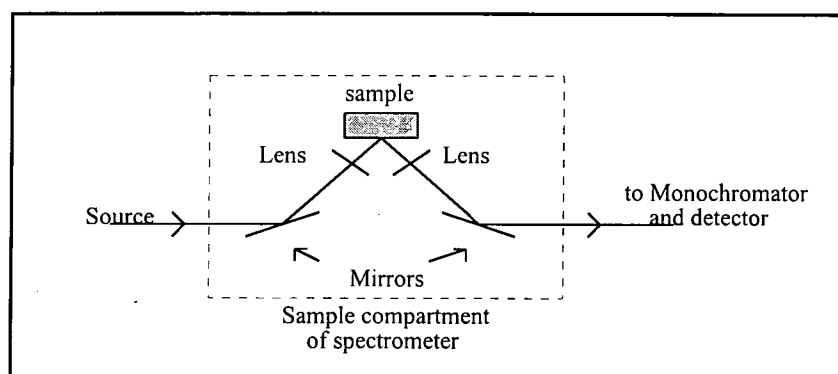 sample
Lens
Lens
Source
to Monochromator
and detector
Mirrors
Sample compartment
of spectrometer